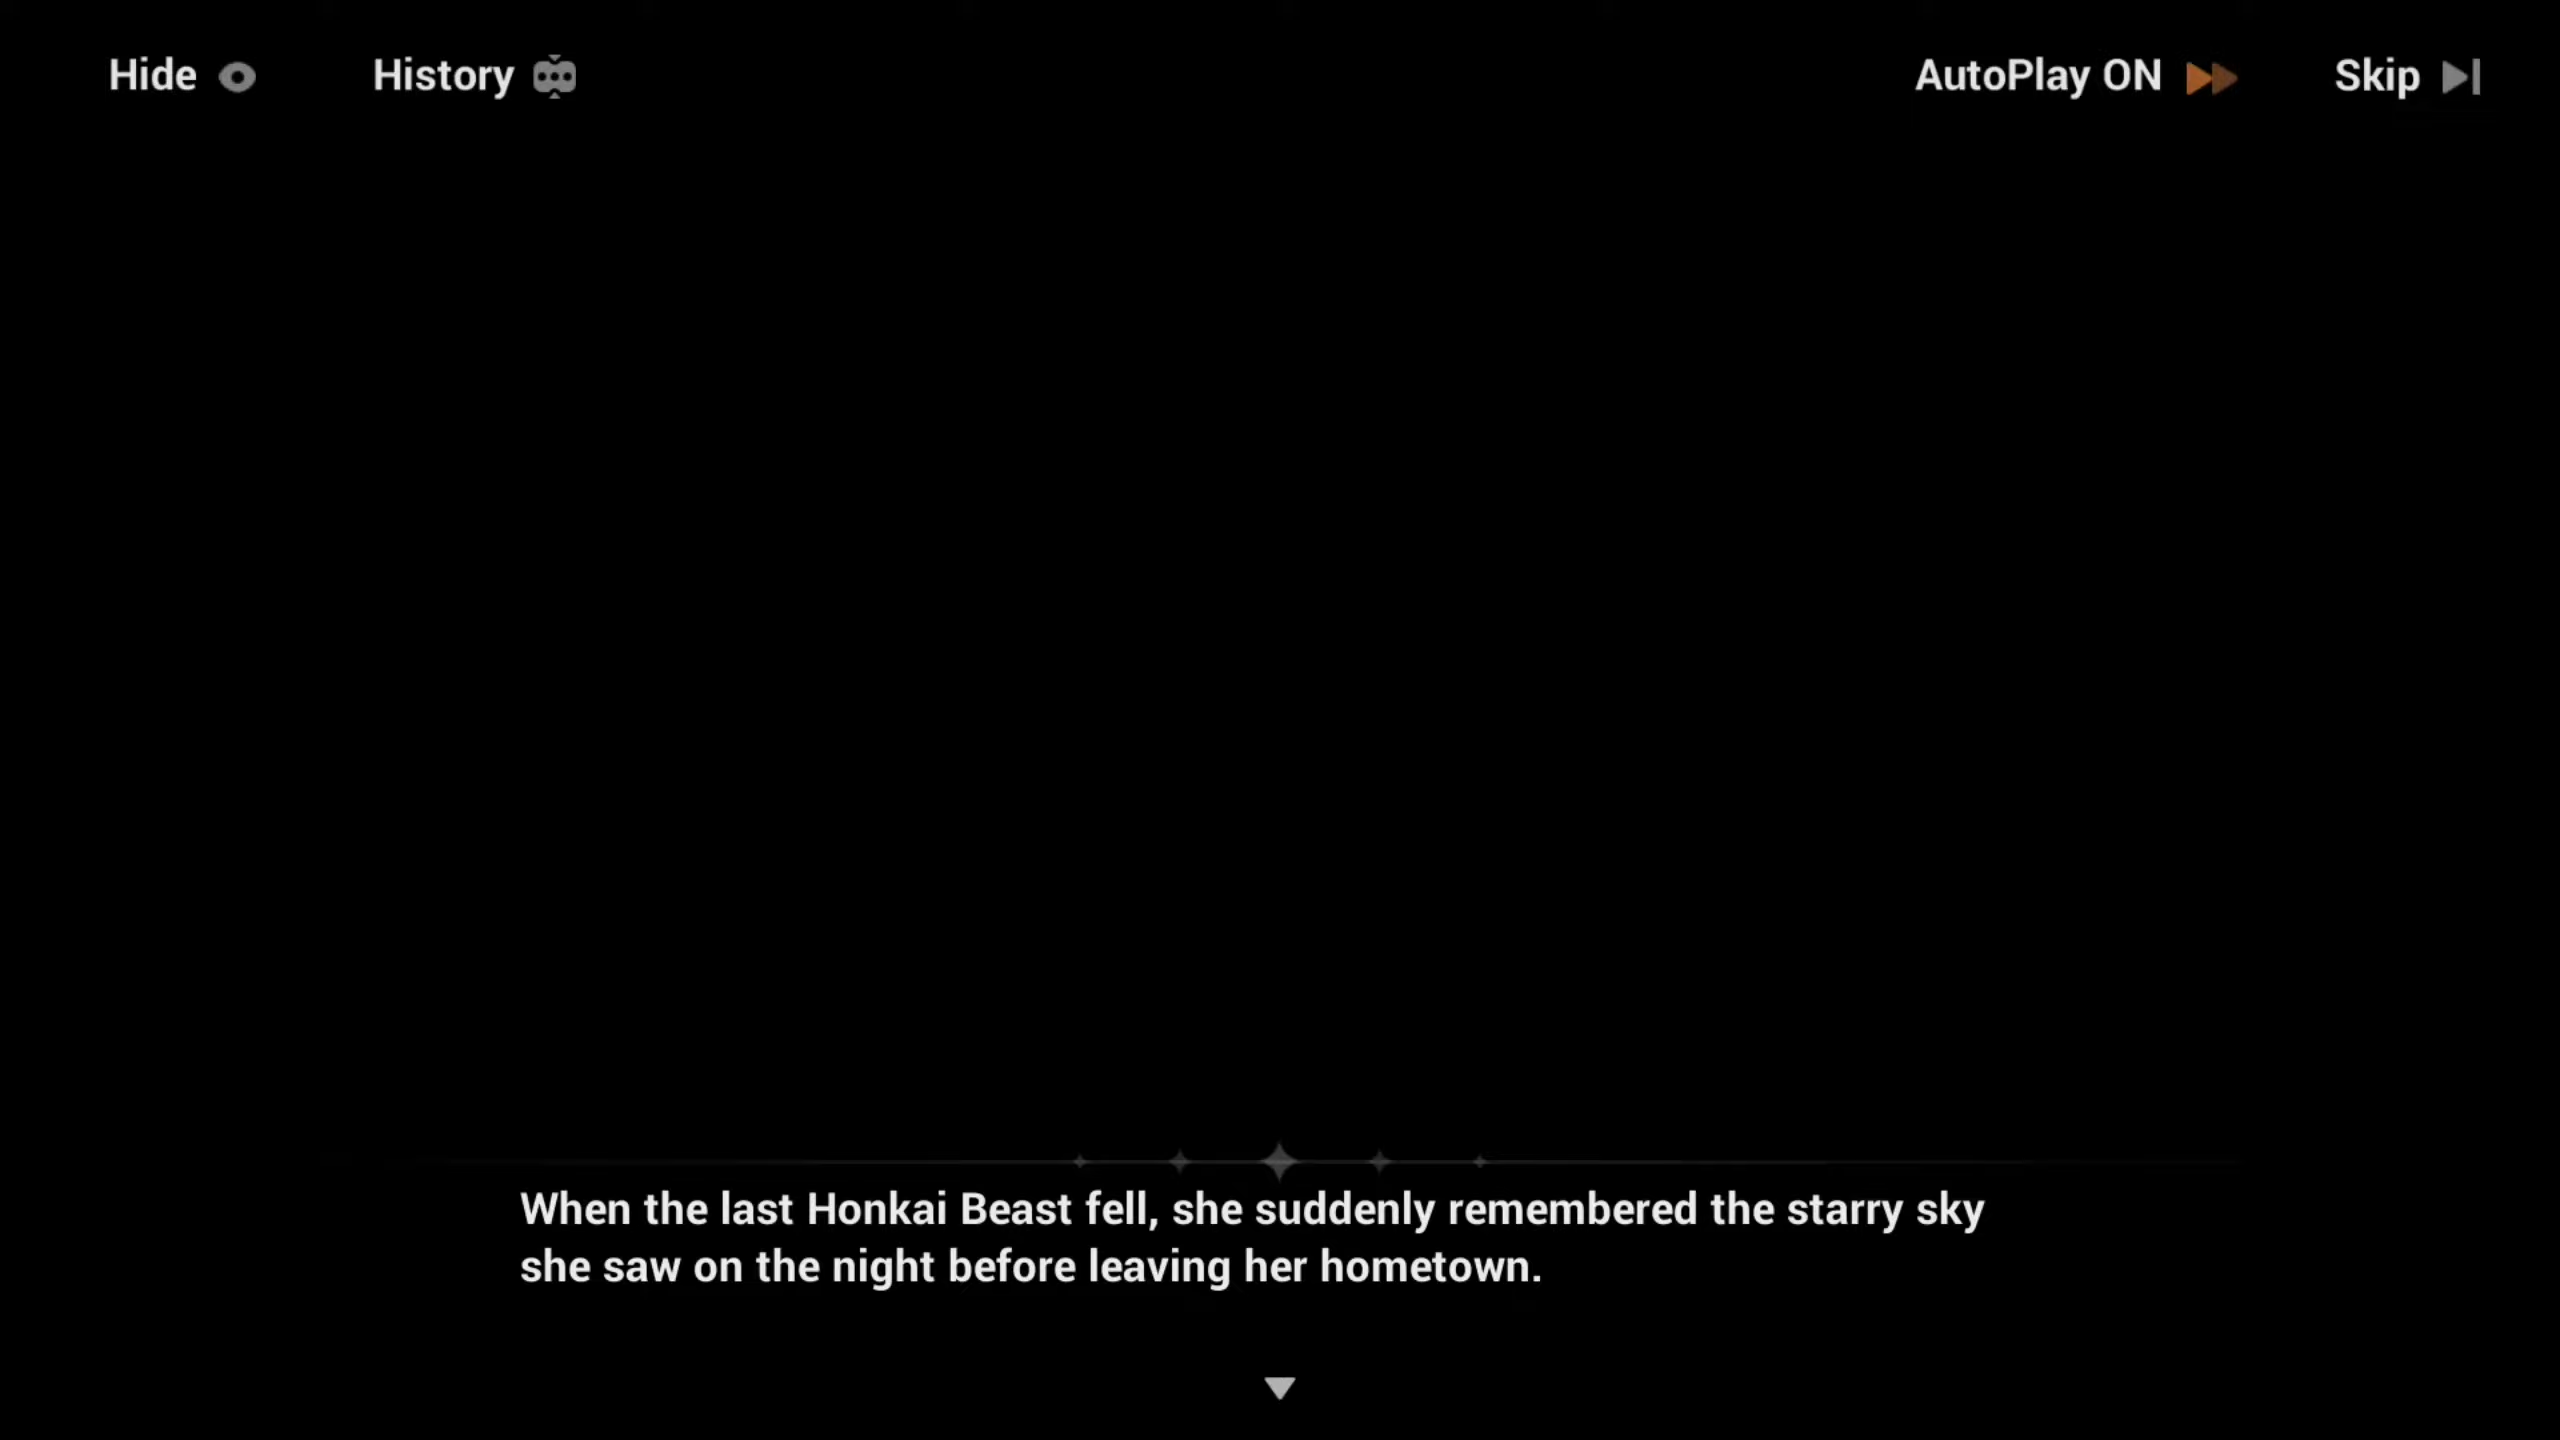 Hide
History
AutoPlay ON
Skip
When the last Honkai Beast fell, she suddenly remembered the starry sky
she saw on the night before leaving her hometown.